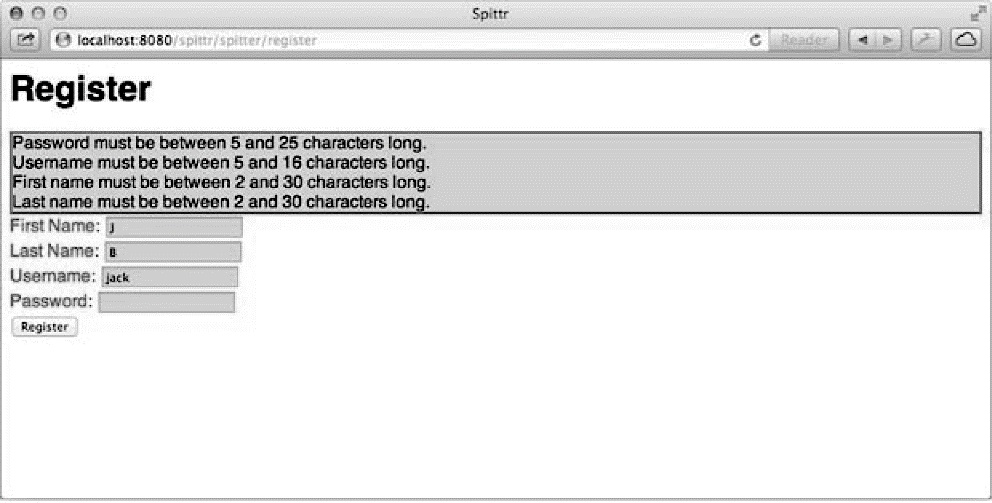 Spittr
localhost:8080/spittr/spitter/register
Reader
Register
Password must be between 5 and 25 characters long.
Username must be between 5 and 16 characters long.
First name must be between 2 and 30 characters long.
Last name must be between 2 and 30 characters long.
First Name: J
Last Name: B
Username: jack
Password:
Register